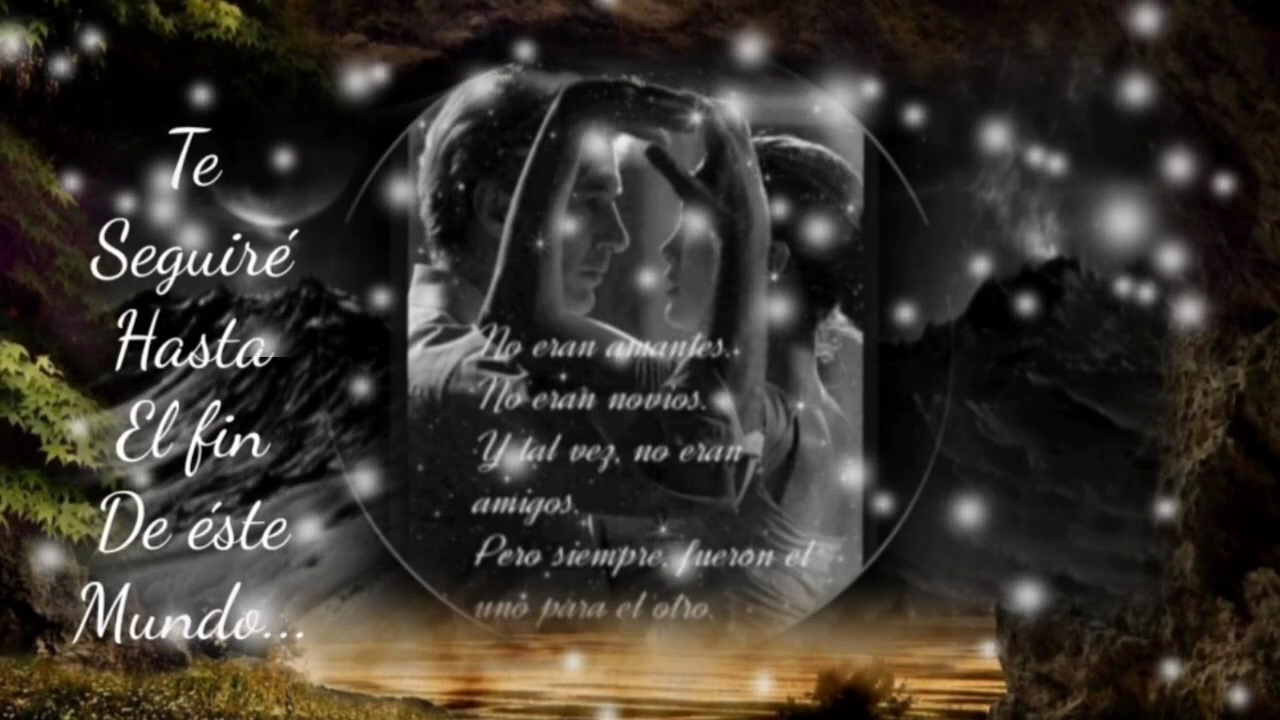 Te
Seguiré
Hasta
El fin
De éste
Mundo...
No eran amantes.
No eran novios.
Y tal vez, no eran
amigos.
Pero siempre, fueron el
uno para el otro.